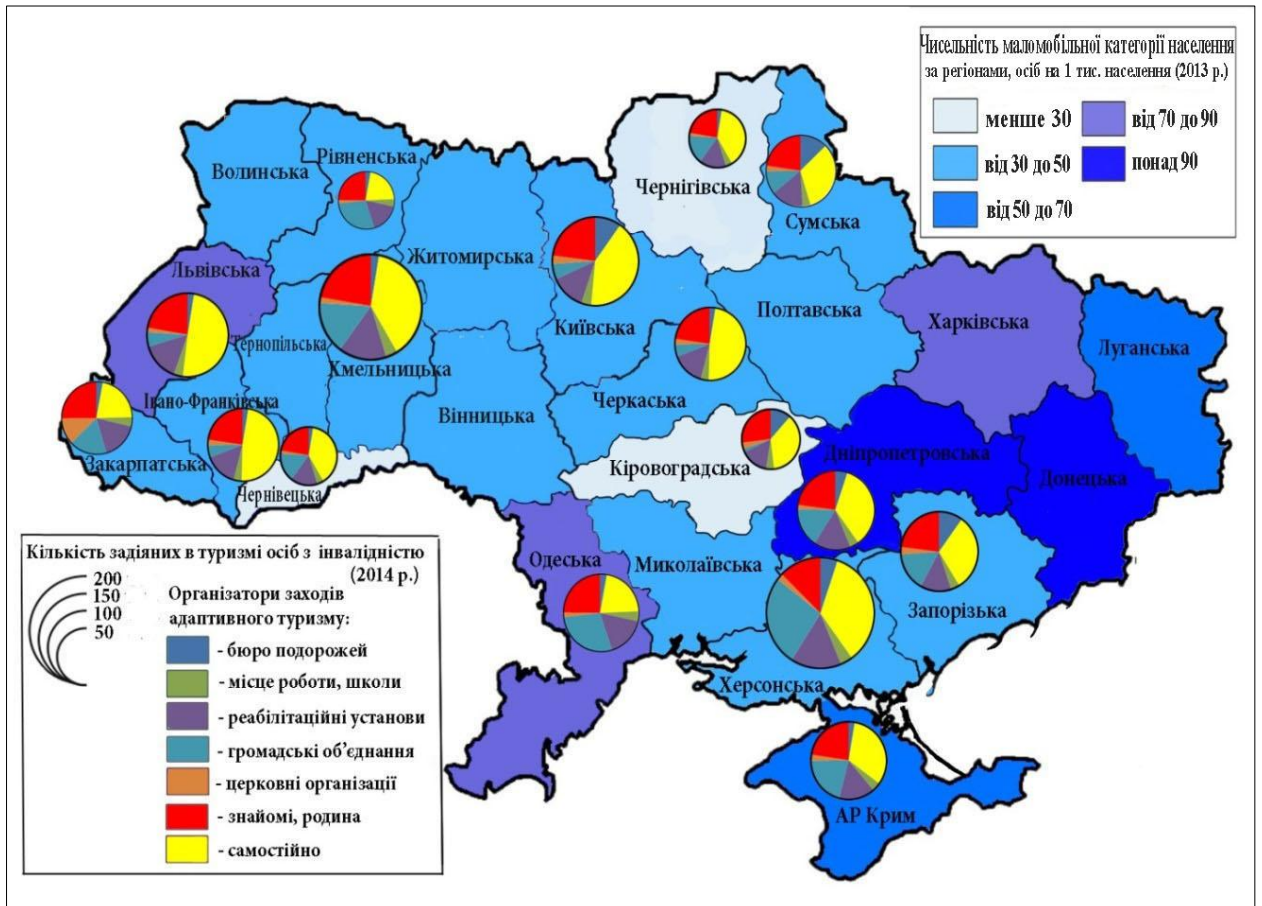 Чисельність маломобільної категорії населення
за регіонами, осіб на 1 тис. населення (2013 р.)
менше 30
від 70 до 90
від 30 до 50
понад 90
від 50 до 70
Рівненська
Волинська
Чернігівська
Сумська
Житомирська
Львівська
Київська
Полтавська
Харківська
Луганська
Тернопільська
Хмельницька
Івано-Франківська
Вінницька
Черкаська
Закарпатська
Кіровоградська
Дніпропетровська
Донецька
Чернівецька
Одеська
Миколаївська
Запорізька
Херсонська
АР Крим
Кількість задіяних в туризмі осіб з інвалідністю
(2014 р.)
200
150
100
50
Організатори заходів
адаптивного туризму:
- бюро подорожей
- місце роботи, школи
- реабілітаційні установи
- громадські об’єднання
- церковні організації
- знайомі, родина
- самостійно